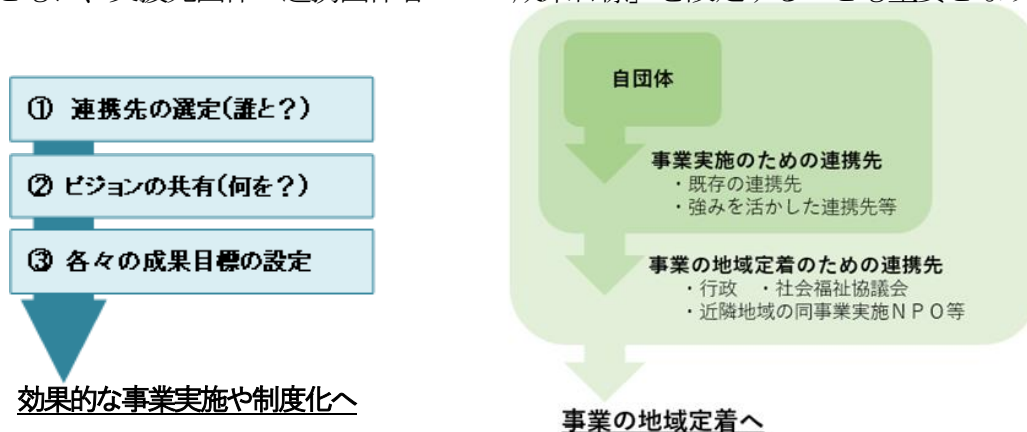 ① 連携先の選定(誰と？)
② ビジョンの共有(何を？)
③ 各々の成果目標の設定
効果的な事業実施や制度化へ
自団体
事業実施のための連携先
・既存の連携先
・強みを活かした連携先等
事業の地域定着のための連携先
・行政　・社会福祉協議会
・近隣地域の同事業実施ＮＰＯ等
事業の地域定着へ